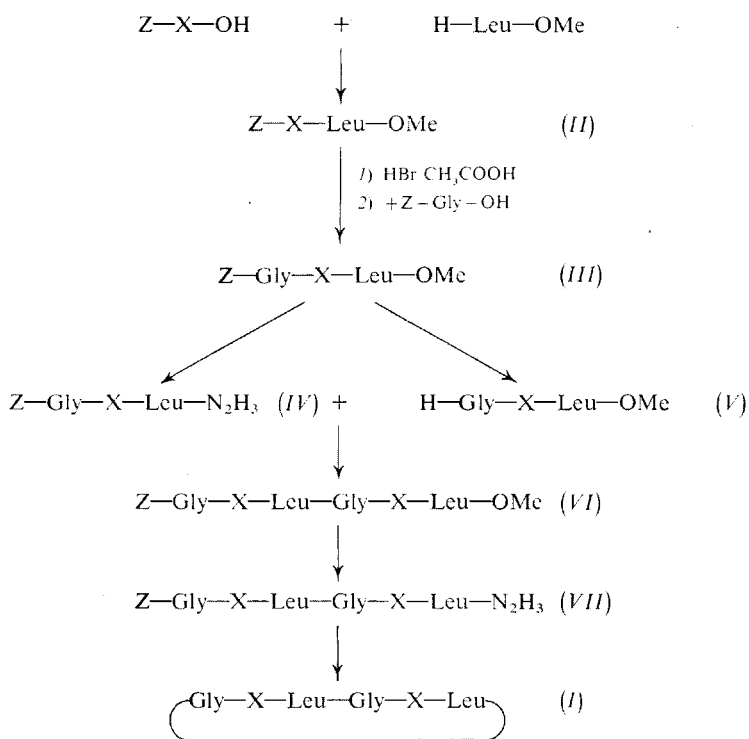 Z—X—OH + H—Leu—OMe
Z—X—Leu—OMe (II)
1) HBr CH₃COOH
2) +Z—Gly—OH
Z—Gly—X—Leu—OMe (III)
Z—Gly—X—Leu—N₂H₃ (IV) + H—Gly—X—Leu—OMe (V)
Z—Gly—X—Leu—Gly—X—Leu—OMe (VI)
Z—Gly—X—Leu—Gly—X—Leu—N₂H₃ (VII)
Gly—X—Leu—Gly—X—Leu (I)